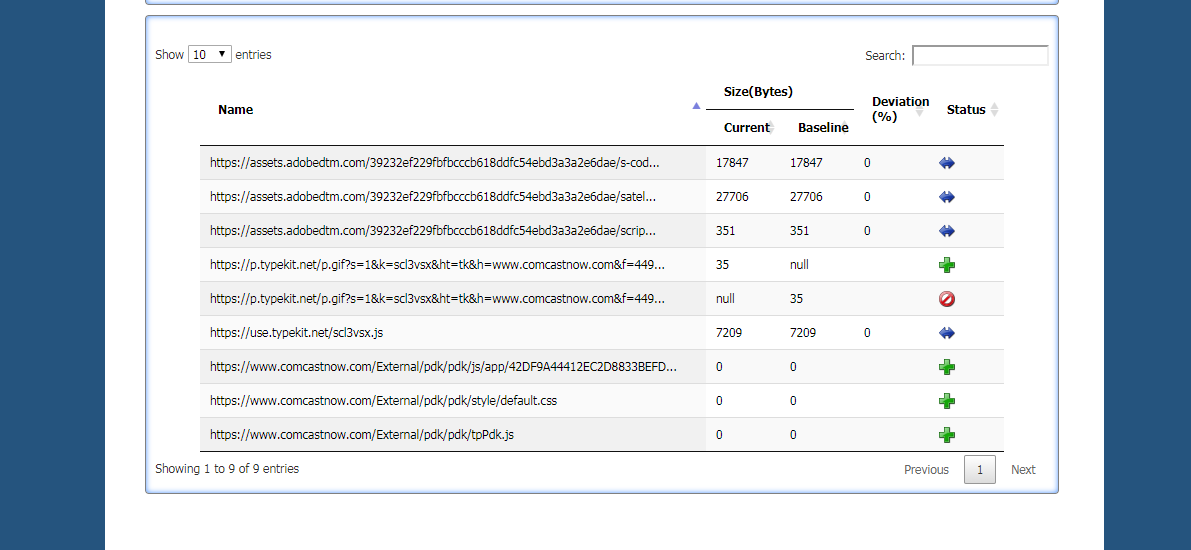 Show 10 entries Search:
Size(Bytes)
Name Deviation (%) Status
Current Baseline
https://assets.adobedtm.com/39232ef229fbfbcccb618ddfc54ebd3a3a2e6dae/s-cod... 17847 17847 0
https://assets.adobedtm.com/39232ef229fbfbcccb618ddfc54ebd3a3a2e6dae/satel... 27706 27706 0
https://assets.adobedtm.com/39232ef229fbfbcccb618ddfc54ebd3a3a2e6dae/scrip... 351 351 0
https://p.typekit.net/p.gif?s=1&k=scl3vsx&ht=tk&h=www.comcastnow.com&f=449... 35 null
https://p.typekit.net/p.gif?s=1&k=scl3vsx&ht=tk&h=www.comcastnow.com&f=449... null 35
https://use.typekit.net/scl3vsx.js 7209 7209 0
https://www.comcastnow.com/External/pdk/pdk/js/app/42DF9A44412EC2D8833BEFD... 0 0
https://www.comcastnow.com/External/pdk/pdk/style/default.css 0 0
https://www.comcastnow.com/External/pdk/pdk/tpPdk.js 0 0
Showing 1 to 9 of 9 entries Previous 1 Next